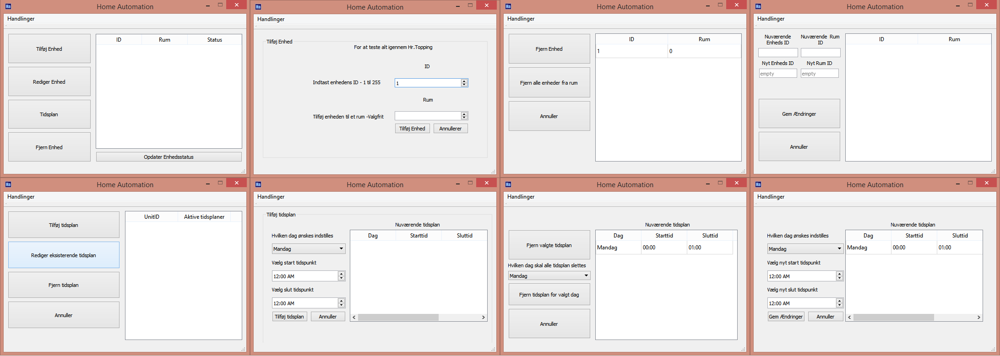 Ha Home Automation
Handlinger
Tilføj Enhed
Rediger Enhed
Tidsplan
Fjern Enhed
ID Rum Status
Opdater Enhedsstatus
Ha Home Automation
Handlinger
Tilføj Enhed
For at teste alt igennem Hr.Topping
ID
Indtast enhedens ID - 1 til 255 1
Rum
Tilføj enheden til et rum -Valgfrit
Tilføj Enhed Annullerer
Ha Home Automation
Handlinger
Fjern Enhed
Fjern alle enheder fra rum
Annuller
ID Rum
1 0
Ha Home Automation
Handlinger
Nuværende
Enheds ID
Nuværende Rum
ID
Nyt Enheds ID Nyt Rum ID
empty empty
Gem Ændringer
Annuller
ID Rum
Ha Home Automation
Handlinger
Tilføj tidsplan
Rediger eksisterende tidsplan
Fjern tidsplan
Annuller
UnitID Aktive tidsplaner
Ha Home Automation
Handlinger
Tilføj tidsplan
Hvilken dag ønskes indstilles
Mandag
Vælg start tidspunkt
12:00 AM
Vælg slut tidspunkt
12:00 AM
Tilføj tidsplan Annuller
Nuværende tidsplan
Dag Starttid Sluttid
Ha Home Automation
Handlinger
Fjern valgte tidsplan
Hvilken dag skal alle tidsplan slettes
Mandag
Fjern tidsplan for valgt dag
Annuller
Nuværende tidsplan
Dag Starttid Sluttid
Mandag 00:00 01:00
Ha Home Automation
Handlinger
Hvilken dag ønskes indstilles
Mandag
Vælg nyt start tidspunkt
12:00 AM
Vælg nyt slut tidspunkt
12:00 AM
Gem Ændringer Annuller
Nuværende tidsplan
Dag Starttid Sluttid
Mandag 00:00 01:00